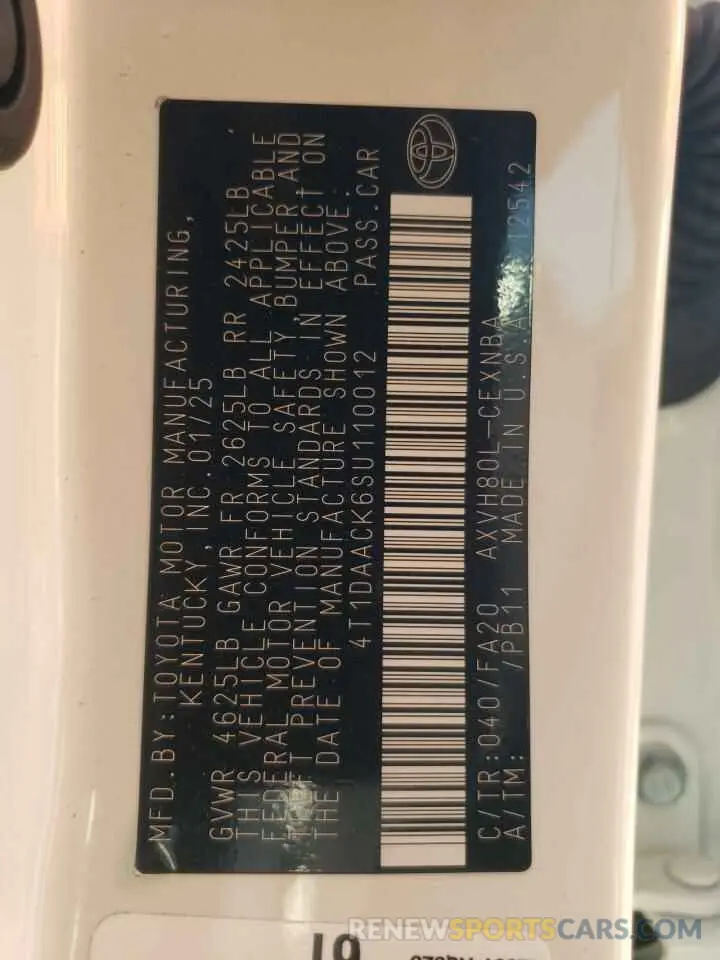 MFD.BY:TOYOTA MOTOR MANUFACTURING,
KENTUCKY, INC.01/25
GVWR 4625LB GAWR FR 2625LB RR 2425LB
THIS VEHICLE CONFORMS TO ALL APPLICABLE
FEDERAL MOTOR VEHICLE SAFETY,BUMPER,AND
THEFT PREVENTION STANDARDS IN EFFECT ON
THE DATE OF MANUFACTURE SHOWN ABOVE.
4T1DAACK6SU110012 PASS.CAR
C/TR:040/FA20 AXVH80L-CEXNBA
A/TM: /PB11 MADE IN U.S.A 12542
RENEWSPORTSCARS.COM